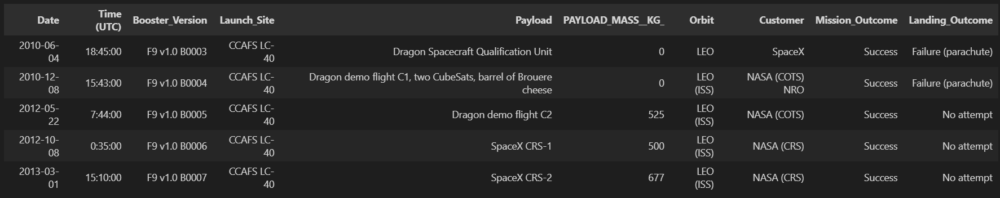 Date Time (UTC) Booster_Version Launch_Site Payload PAYLOAD_MASS__KG_ Orbit Customer Mission_Outcome Landing_Outcome
2010-06-04 18:45:00 F9 v1.0 B0003 CCAFS LC-40 Dragon Spacecraft Qualification Unit 0 LEO SpaceX Success Failure (parachute)
2010-12-08 15:43:00 F9 v1.0 B0004 CCAFS LC-40 Dragon demo flight C1, two CubeSats, barrel of Brouere cheese 0 LEO (ISS) NASA (COTS) NRO Success Failure (parachute)
2012-05-22 7:44:00 F9 v1.0 B0005 CCAFS LC-40 Dragon demo flight C2 525 LEO (ISS) NASA (COTS) Success No attempt
2012-10-08 0:35:00 F9 v1.0 B0006 CCAFS LC-40 SpaceX CRS-1 500 LEO (ISS) NASA (CRS) Success No attempt
2013-03-01 15:10:00 F9 v1.0 B0007 CCAFS LC-40 SpaceX CRS-2 677 LEO (ISS) NASA (CRS) Success No attempt